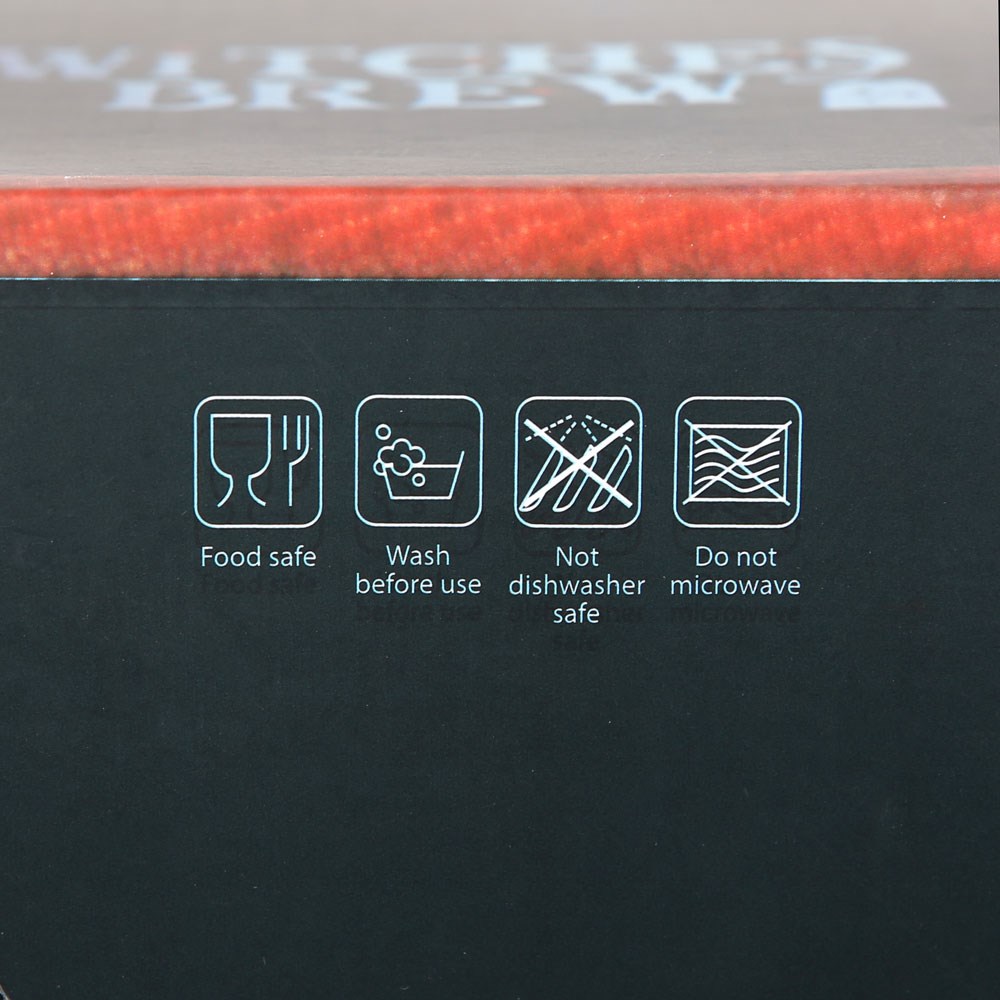 WITCHES
BREW
Food safe
Wash
before use
Not
dishwasher
safe
Do not
microwave